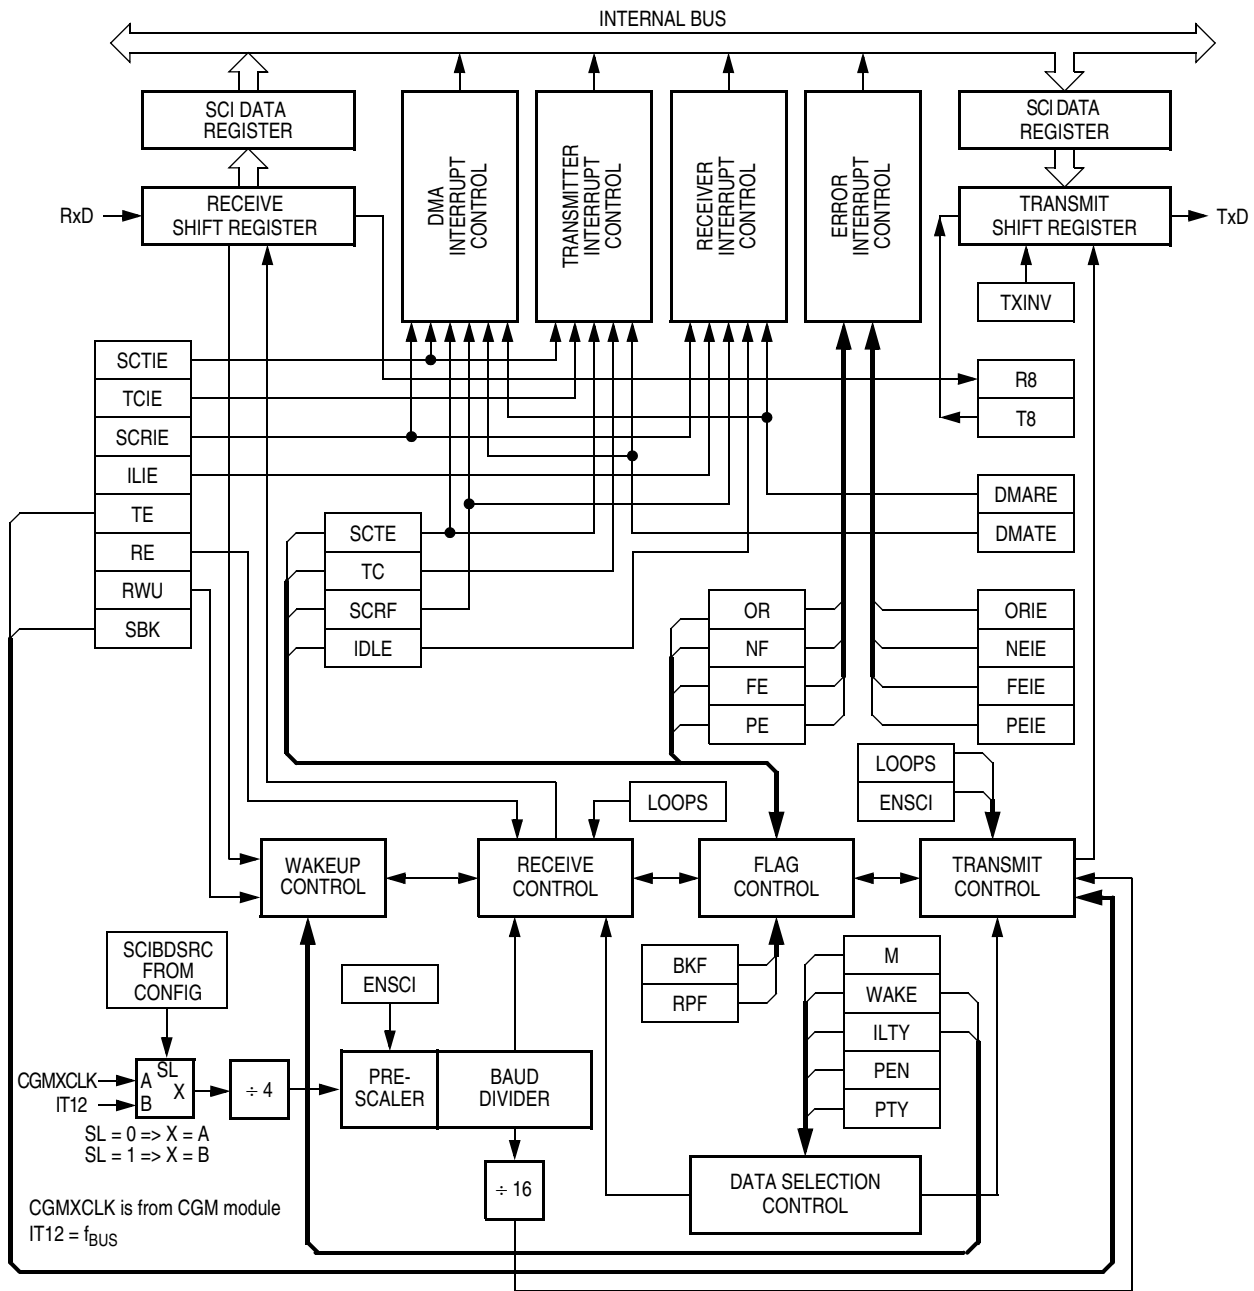 INTERNAL BUS
SCI DATA
REGISTER
DMA
INTERRUPT
CONTROL
TRANSMITTER
INTERRUPT
CONTROL
RECEIVER
INTERRUPT
CONTROL
ERROR
INTERRUPT
CONTROL
SCI DATA
REGISTER
RxD
RECEIVE
SHIFT REGISTER
TRANSMIT
SHIFT REGISTER
TxD
TXINV
SCTIE
TCIE
SCRIE
ILIE
TE
RE
RWU
SBK
R8
T8
DMARE
DMATE
SCTE
TC
SCRF
IDLE
OR
NF
FE
PE
ORIE
NEIE
FEIE
PEIE
LOOPS
ENSCI
LOOPS
WAKEUP
CONTROL
RECEIVE
CONTROL
FLAG
CONTROL
TRANSMIT
CONTROL
SCIBDSRC
FROM
CONFIG
ENSCI
BKF
RPF
M
WAKE
ILTY
PEN
PTY
CGMXCLK
IT12
SL
A
X
B
÷ 4
PRE-
SCALER
BAUD
DIVIDER
SL = 0 => X = A
SL = 1 => X = B
÷ 16
DATA SELECTION
CONTROL
CGMXCLK is from CGM module
IT12 = fBUS